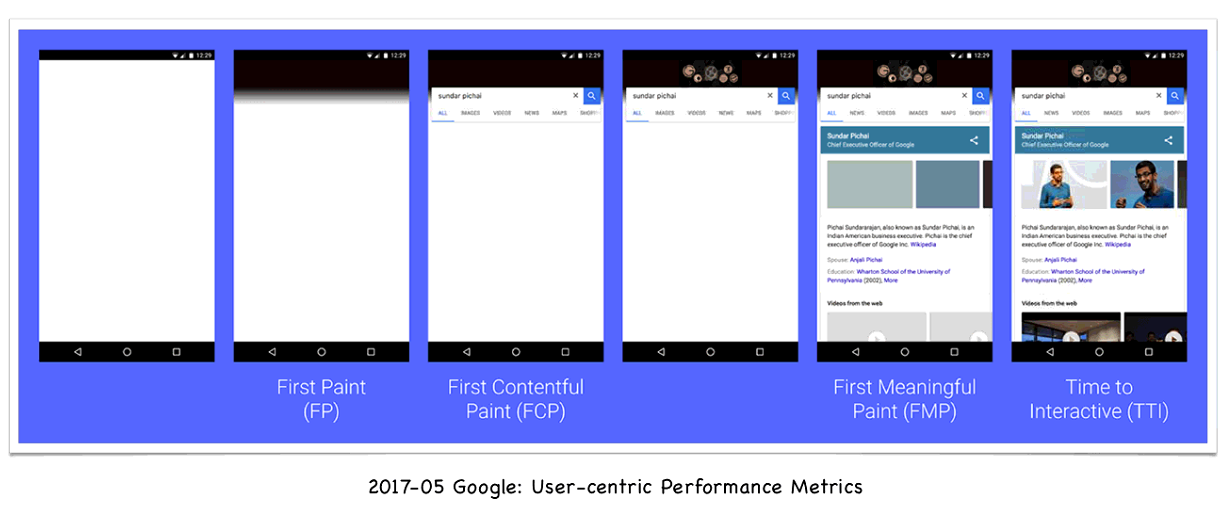 12:29
12:29
12:29
sundar pichai
ALL IMAGES VIDEOS NEWS MAPS
12:29
sundar pichai
ALL IMAGES VIDEOS NEWS MAPS
12:29
sundar pichai
ALL NEWS VIDEOS IMAGES MAPS
Sundar Pichai
Chief Executive Officer of Google
Pichai Sundararajan, also known as Sundar Pichai, is an
Indian American business executive. Pichai is the chief
executive officer of Google Inc. Wikipedia
Spouse: Anjali Pichai
Education: Wharton School of the University of
Pennsylvania (2002), More
Videos from the web
12:29
sundar pichai
ALL NEWS VIDEOS IMAGES MAPS
Sundar Pichai
Chief Executive Officer of Google
Pichai Sundararajan, also known as Sundar Pichai, is an
Indian American business executive. Pichai is the chief
executive officer of Google Inc. Wikipedia
Spouse: Anjali Pichai
Education: Wharton School of the University of
Pennsylvania (2002), More
Videos from the web
First Paint
(FP)
First Contentful
Paint (FCP)
First Meaningful
Paint (FMP)
Time to
Interactive (TTI)
2017-05 Google: User-centric Performance Metrics